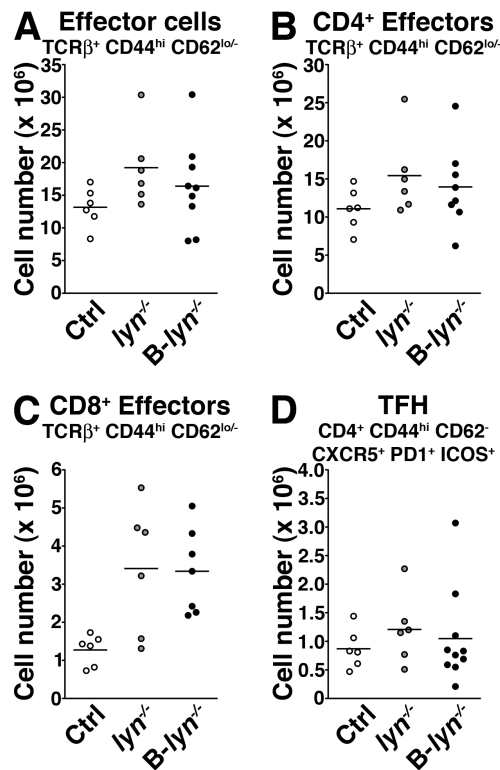 A Effector cells
TCRβ⁺ CD44ʰⁱ CD62ˡᵒ/⁻
Cell number (x 10⁶)
35
30
25
20
15
10
5
0
Ctrl
lyn⁻/⁻
B-lyn⁻/⁻
B CD4⁺ Effectors
TCRβ⁺ CD44ʰⁱ CD62ˡᵒ/⁻
Cell number (x 10⁶)
30
25
20
15
10
5
0
Ctrl
lyn⁻/⁻
B-lyn⁻/⁻
C CD8⁺ Effectors
TCRβ⁺ CD44ʰⁱ CD62ˡᵒ/⁻
Cell number (x 10⁶)
6
5
4
3
2
1
0
Ctrl
lyn⁻/⁻
B-lyn⁻/⁻
D TFH
CD4⁺ CD44ʰⁱ CD62⁻
CXCR5⁺ PD1⁺ ICOS⁺
Cell number (x 10⁶)
4.0
3.5
3.0
2.5
2.0
1.5
1.0
0.5
0
Ctrl
lyn⁻/⁻
B-lyn⁻/⁻